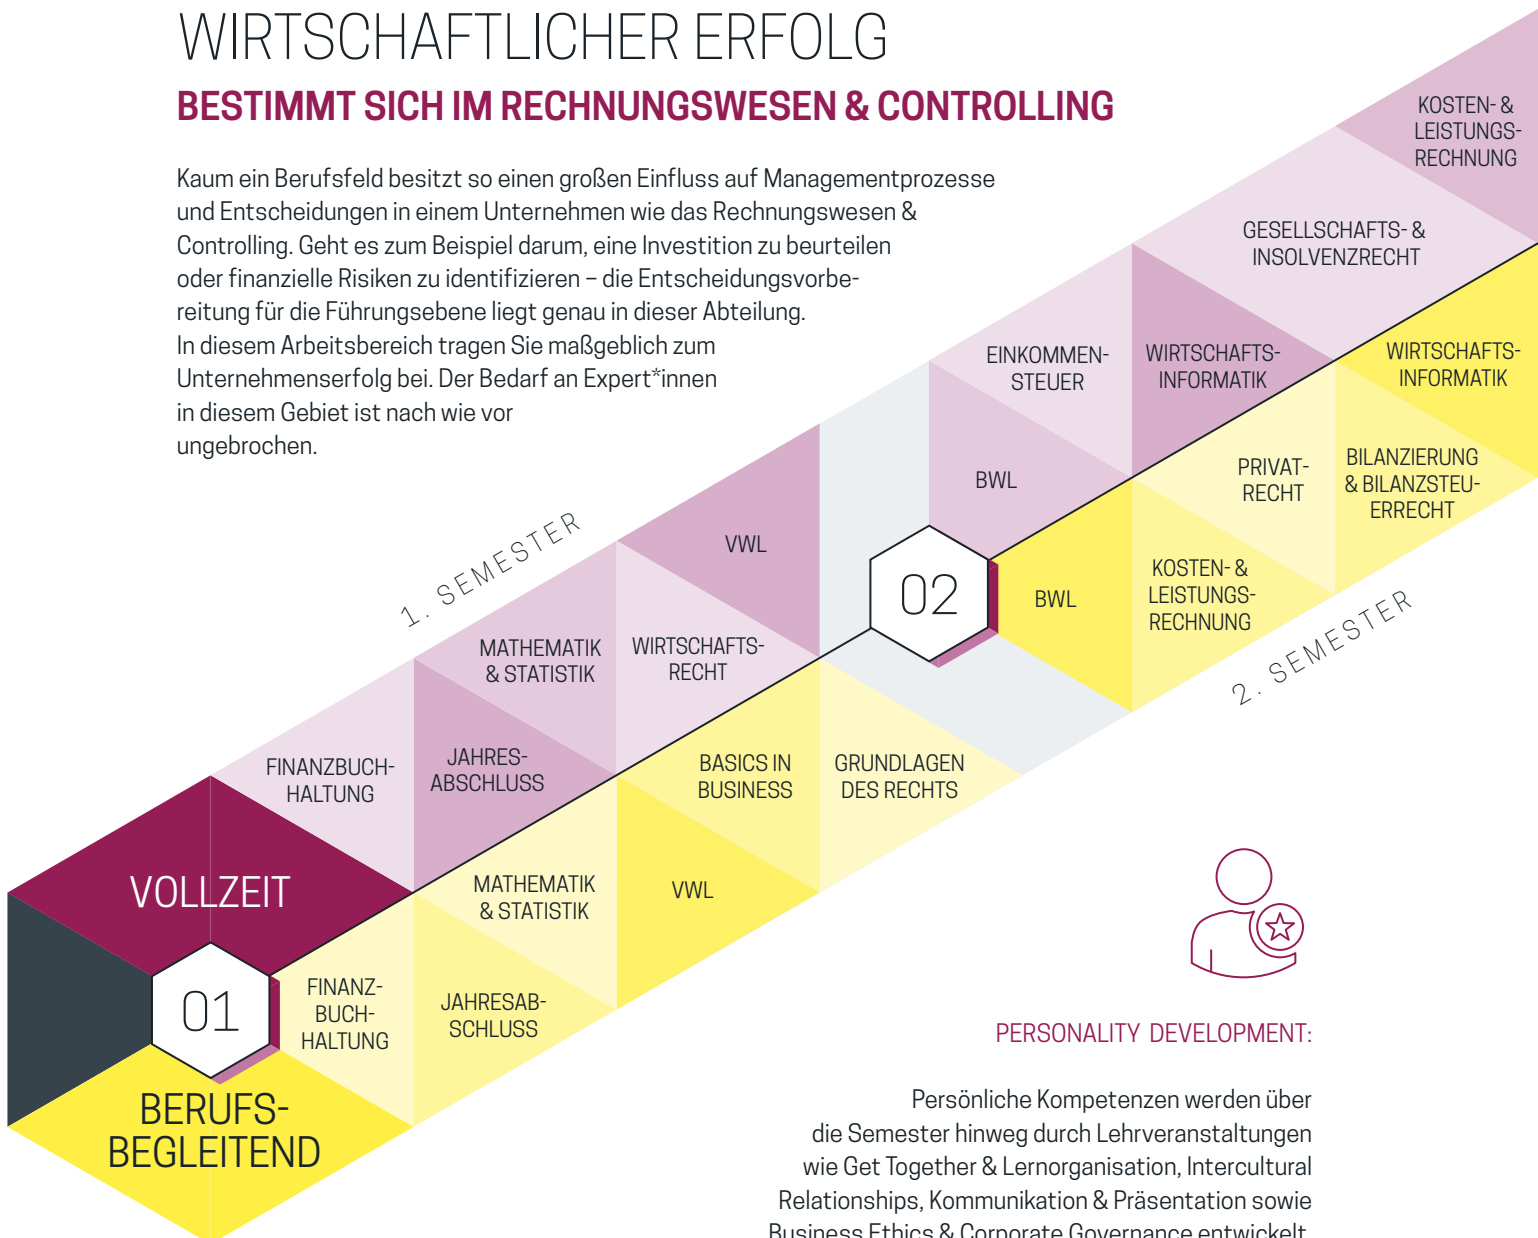 WIRTSCHAFTLICHER ERFOLG
BESTIMMT SICH IM RECHNUNGSWESEN & CONTROLLING
Kaum ein Berufsfeld besitzt so einen großen Einfluss auf Managementprozesse
und Entscheidungen in einem Unternehmen wie das Rechnungswesen &
Controlling. Geht es zum Beispiel darum, eine Investition zu beurteilen
oder finanzielle Risiken zu identifizieren – die Entscheidungsvorbe-
reitung für die Führungsebene liegt genau in dieser Abteilung.
In diesem Arbeitsbereich tragen Sie maßgeblich zum
Unternehmenserfolg bei. Der Bedarf an Expert*innen
in diesem Gebiet ist nach wie vor
ungebrochen.
VOLLZEIT
01
BERUFS-
BEGLEITEND
1. SEMESTER
FINANZBUCH-
HALTUNG
JAHRES-
ABSCHLUSS
MATHEMATIK
& STATISTIK
WIRTSCHAFTS-
RECHT
VWL
FINANZ-
BUCH-
HALTUNG
JAHRESAB-
SCHLUSS
MATHEMATIK
& STATISTIK
VWL
BASICS IN
BUSINESS
GRUNDLAGEN
DES RECHTS
02
BWL
EINKOMMEN-
STEUER
WIRTSCHAFTS-
INFORMATIK
GESELLSCHAFTS- &
INSOLVENZRECHT
KOSTEN- &
LEISTUNGS-
RECHNUNG
BWL
KOSTEN- &
LEISTUNGS-
RECHNUNG
PRIVAT-
RECHT
BILANZIERUNG
& BILANZSTEU-
ERRECHT
WIRTSCHAFTS-
INFORMATIK
2. SEMESTER
PERSONALITY DEVELOPMENT:
Persönliche Kompetenzen werden über
die Semester hinweg durch Lehrveranstaltungen
wie Get Together & Lernorganisation, Intercultural
Relationships, Kommunikation & Präsentation sowie
Business Ethics & Corporate Governance entwickelt.